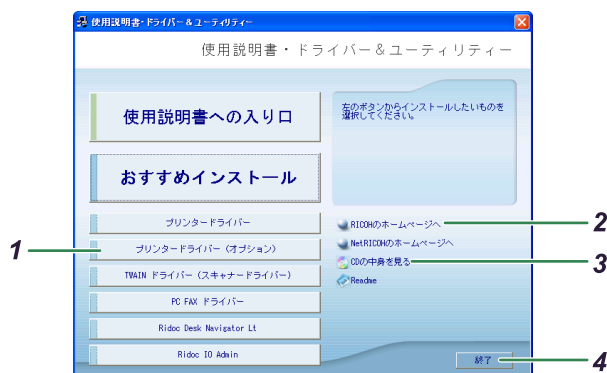 使用説明書・ドライバー＆ユーティリティー
使用説明書・ドライバー＆ユーティリティー
使用説明書への入り口
おすすめインストール
プリンタードライバー
プリンタードライバー（オプション）
TWAIN ドライバー（スキャナードライバー）
PC FAX ドライバー
Ridoc Desk Navigator Lt
Ridoc IO Admin
左のボタンからインストールしたいものを
選択してください。
RICOHのホームページへ
NetRICOHのホームページへ
CDの中身を見る
Readme
終了
1
2
3
4